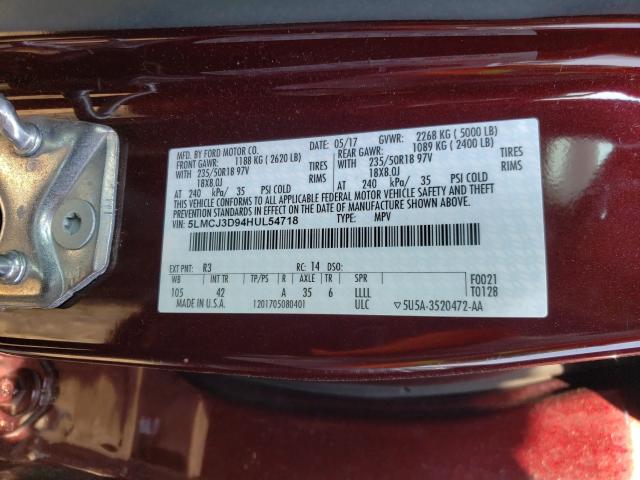 MFD. BY FORD MOTOR CO. DATE: 05/17 GVWR: 2268 KG ( 5000 LB)
FRONT GAWR: 1188 KG ( 2620 LB) REAR GAWR: 1089 KG ( 2400 LB)
WITH 235/50R18 97V TIRES WITH 235/50R18 97V TIRES
18X8.0J RIMS 18X8.0J RIMS
AT 240 kPa/ 35 PSI COLD AT 240 kPa/ 35 PSI COLD
THIS VEHICLE CONFORMS TO ALL APPLICABLE FEDERAL MOTOR VEHICLE SAFETY AND THEFT
PREVENTION STANDARDS IN EFFECT ON THE DATE OF MANUFACTURE SHOWN ABOVE.
VIN: 5LMCJ3D94HUL54718 TYPE: MPV
EXT PNT: R3 RC: 14 DSO:
WB INT TR TP/PS R AXLE TR SPR F0021
105 42 A 35 6 LLLL T0128
MADE IN U.S.A. 1201705080401 ULC 5U5A-3520472-AA